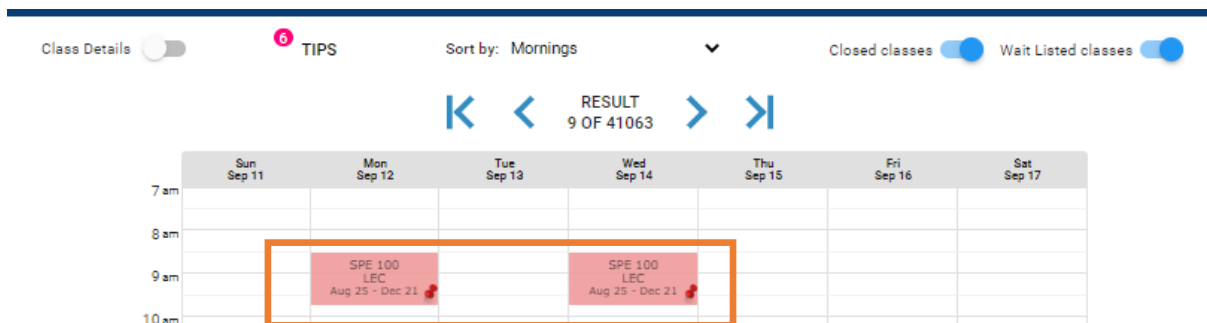 Class Details
6
TIPS
Sort by: Mornings
Closed classes
Wait Listed classes
RESULT
9 OF 41063
Sun
Sep 11
Mon
Sep 12
Tue
Sep 13
Wed
Sep 14
Thu
Sep 15
Fri
Sep 16
Sat
Sep 17
7 am
8 am
SPE 100
LEC
Aug 25 - Dec 21
SPE 100
LEC
Aug 25 - Dec 21
9 am
10 am